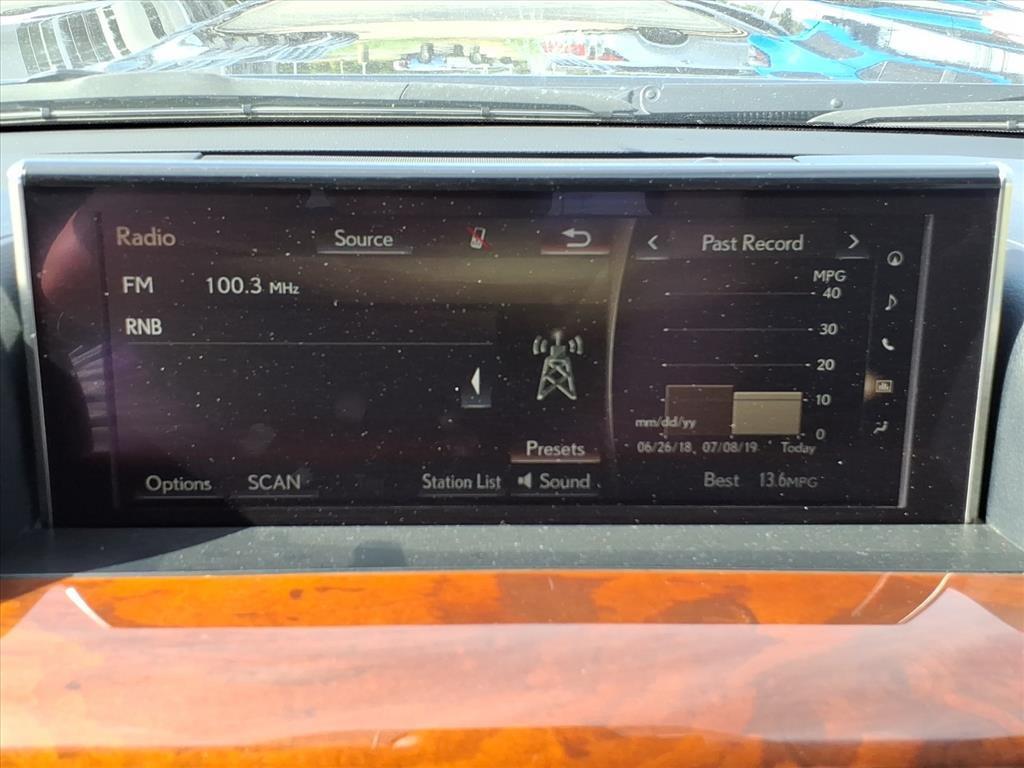 Radio
Source
FM 100.3 MHz
RNB
Presets
Options
SCAN
Station List
Sound
Past Record
MPG
40
30
20
10
0
mm/dd/yy
06/26/18 07/08/19 Today
Best 13.6MPG